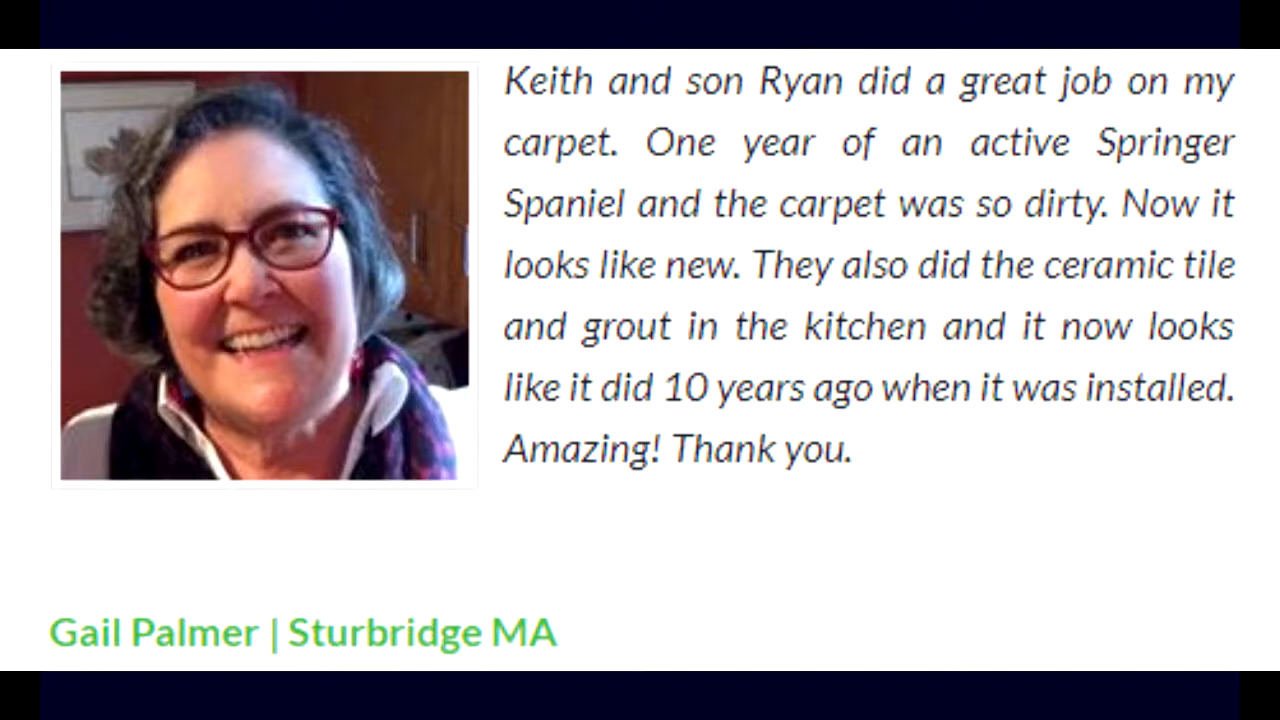 Keith and son Ryan did a great job on my
carpet. One year of an active Springer
Spaniel and the carpet was so dirty. Now it
looks like new. They also did the ceramic tile
and grout in the kitchen and it now looks
like it did 10 years ago when it was installed.
Amazing! Thank you.
Gail Palmer | Sturbridge MA